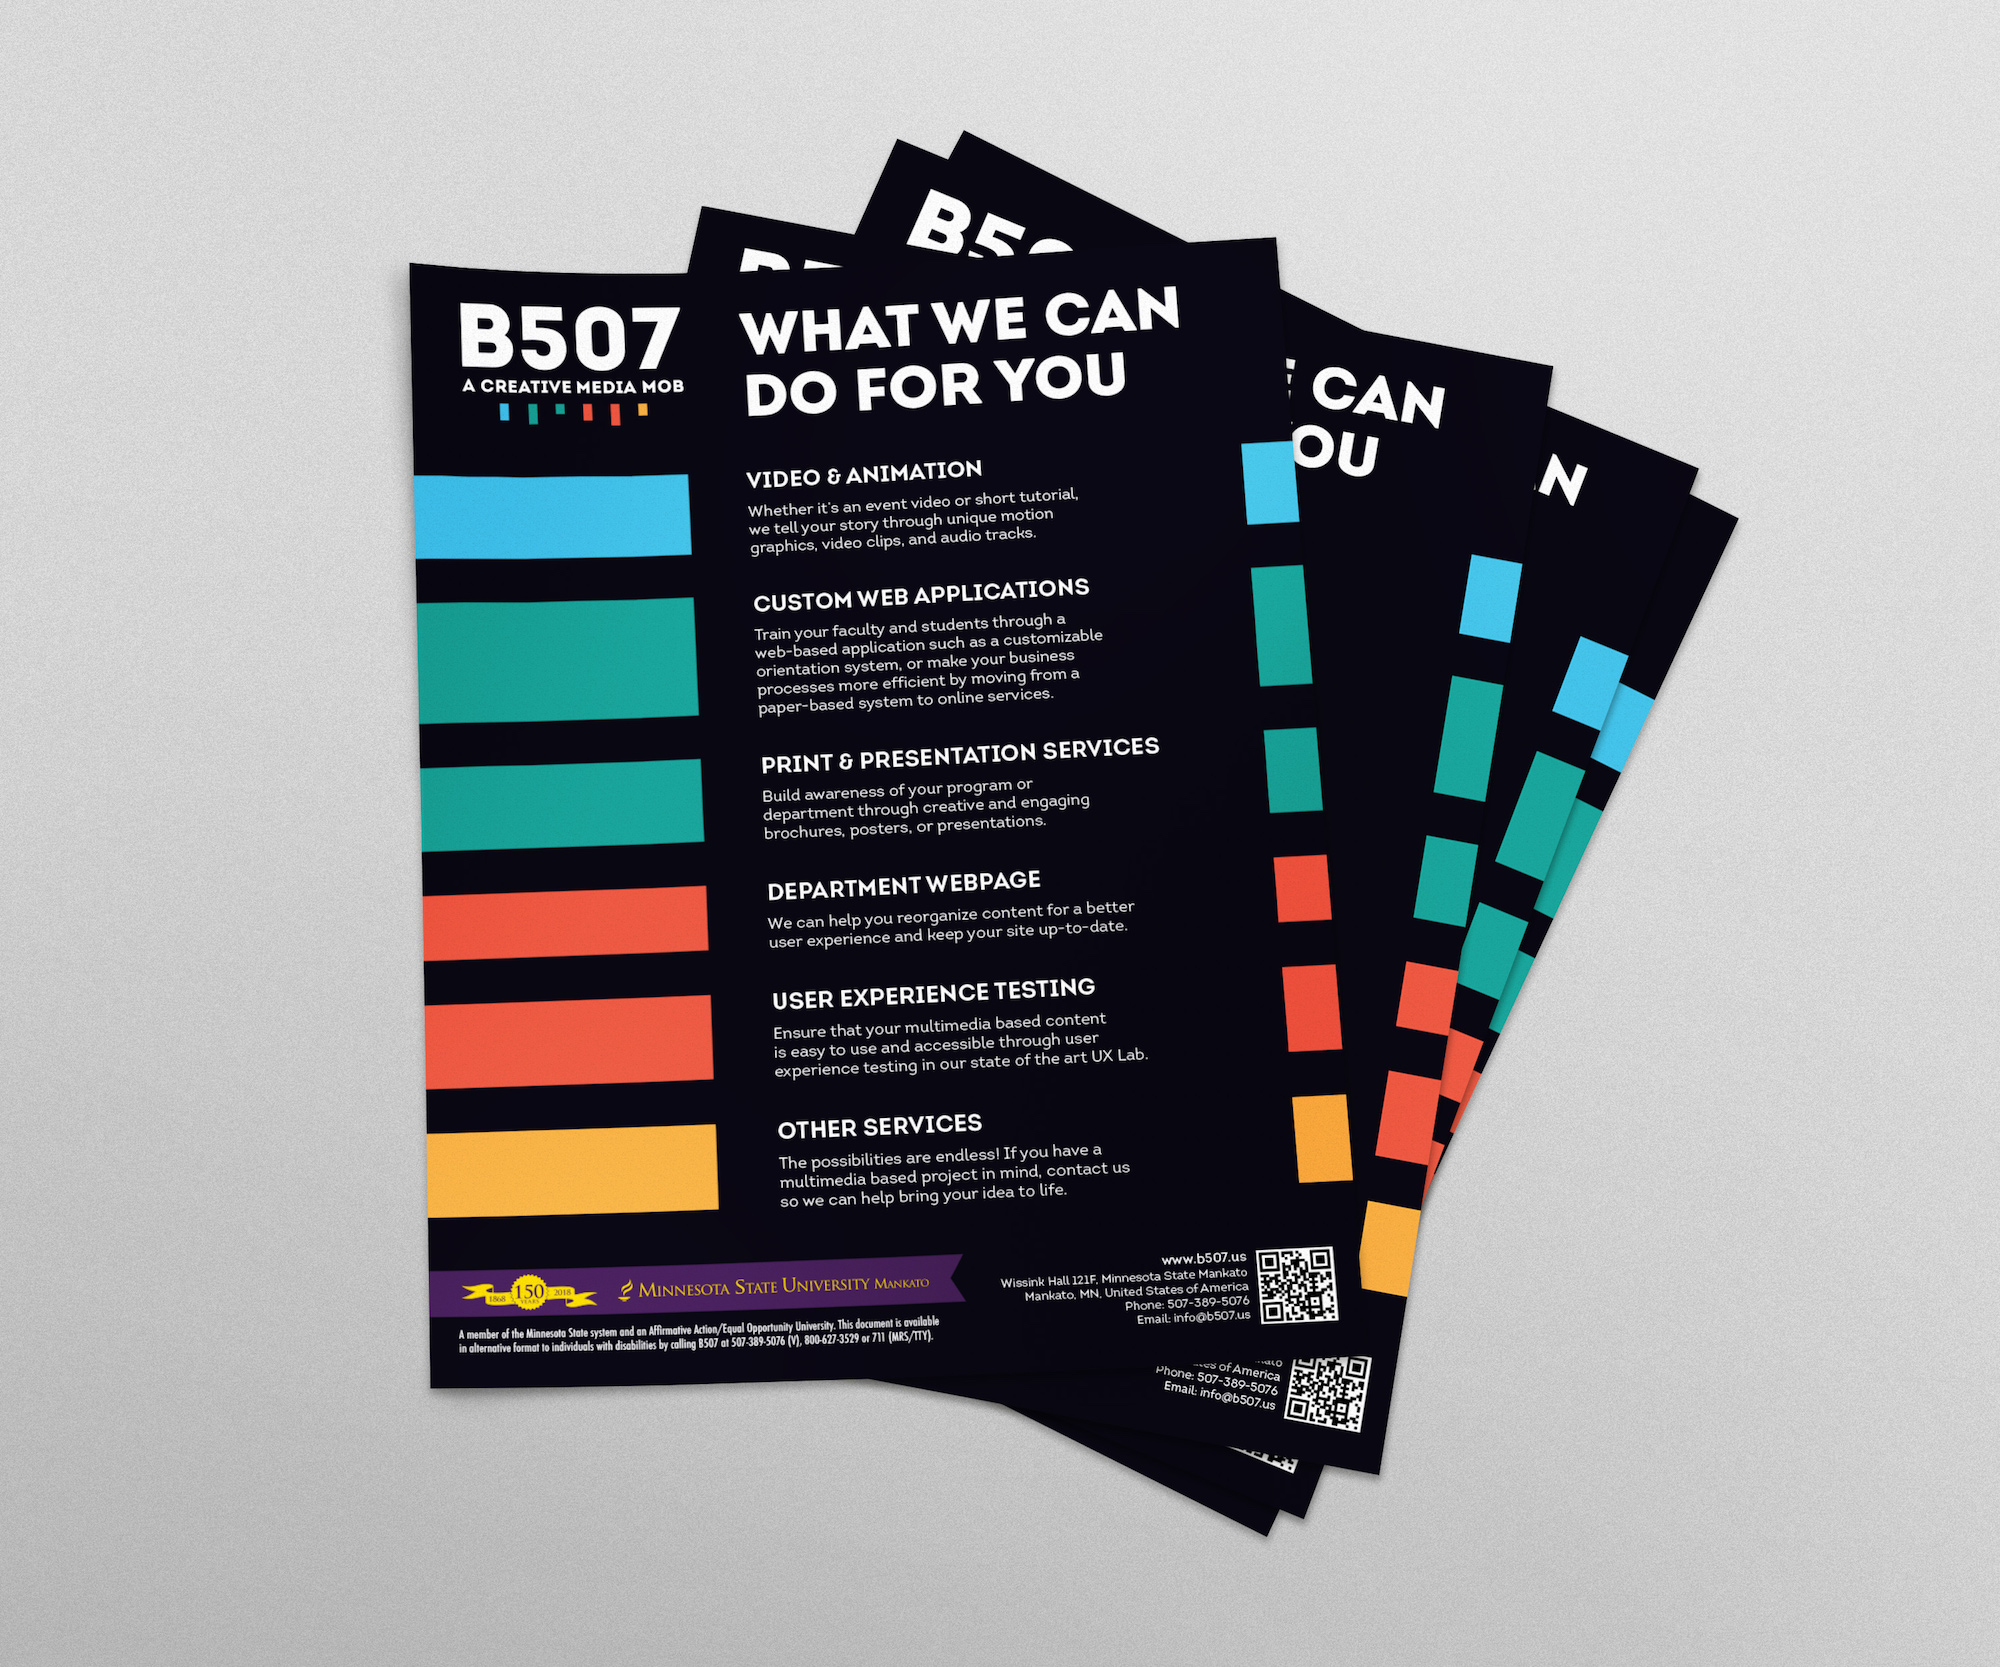 B507
A CREATIVE MEDIA MOB
WHAT WE CAN
DO FOR YOU
VIDEO & ANIMATION
Whether it's an event video or short tutorial,
we tell your story through unique motion
graphics, video clips, and audio tracks.
CUSTOM WEB APPLICATIONS
Train your faculty and students through a
web-based application such as a customizable
orientation system, or make your business
processes more efficient by moving from a
paper-based system to online services.
PRINT & PRESENTATION SERVICES
Build awareness of your program or
department through creative and engaging
brochures, posters, or presentations.
DEPARTMENT WEBPAGE
We can help you reorganize content for a better
user experience and keep your site up-to-date.
USER EXPERIENCE TESTING
Ensure that your multimedia based content
is easy to use and accessible through user
experience testing in our state of the art UX Lab.
OTHER SERVICES
The possibilities are endless! If you have a
multimedia based project in mind, contact us
so we can help bring your idea to life.
1868 150 YEARS 2018
MINNESOTA STATE UNIVERSITY MANKATO
A member of the Minnesota State system and an Affirmative Action/Equal Opportunity University. This document is available
in alternative format to individuals with disabilities by calling B507 at 507-389-5076 (V), 800-627-3529 or 711 (MRS/TTY).
www.b507.us
Wissink Hall 121F, Minnesota State Mankato
Mankato, MN, United States of America
Phone: 507-389-5076
Email: info@b507.us
CAN
of America
Phone: 507-389-5076
Email: info@b507.us